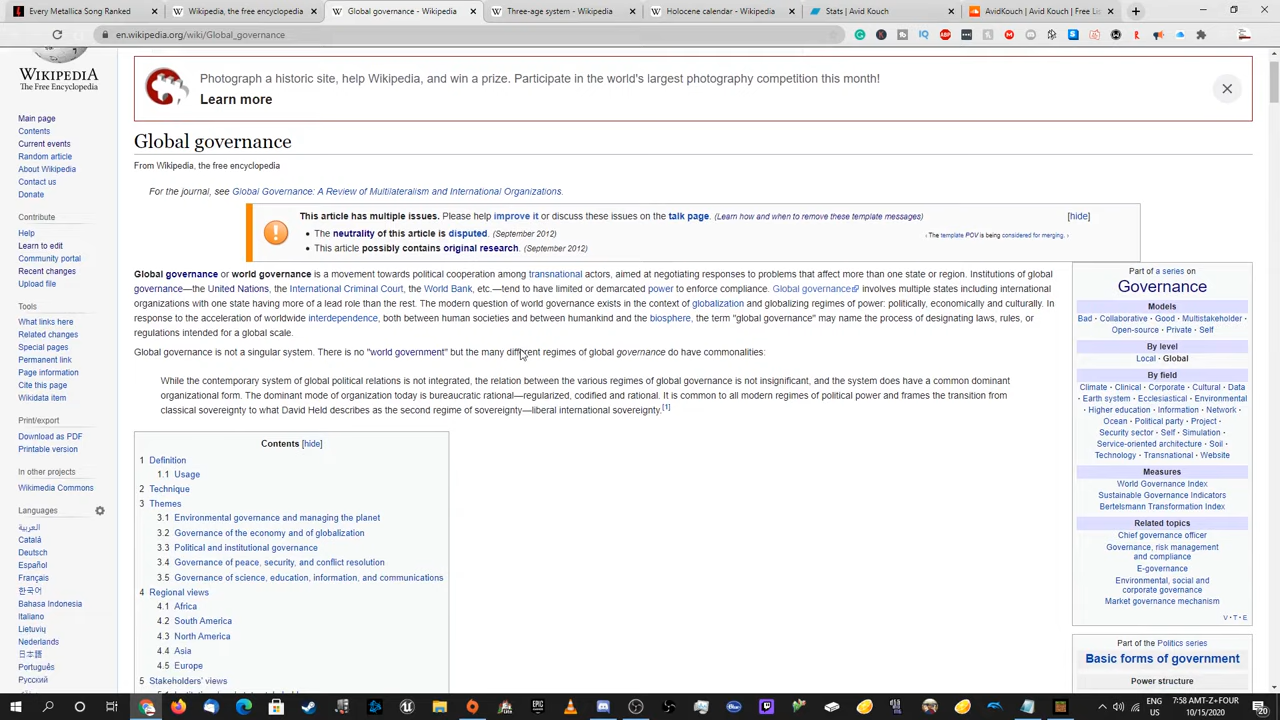 Every Metallica Song Ranked
Wikipedia, the free encyclopedia
Global governance - Wikipedia
Three-age system - Wikipedia
Holocene calendar - Wikipedia
Stats | Avid Kouch
AvidKouch | Avid Kouch | Free Li
en.wikipedia.org/wiki/Global_governance
WIKIPEDIA
The Free Encyclopedia
Main page
Contents
Current events
Random article
About Wikipedia
Contact us
Donate
Contribute
Help
Learn to edit
Community portal
Recent changes
Upload file
Tools
What links here
Related changes
Special pages
Permanent link
Page information
Cite this page
Wikidata item
Print/export
Download as PDF
Printable version
In other projects
Wikimedia Commons
Languages
العربية
Català
Deutsch
Español
Français
한국어
Bahasa Indonesia
Italiano
Lietuvių
Nederlands
日本語
Português
Русский
Photograph a historic site, help Wikipedia, and win a prize. Participate in the world's largest photography competition this month!
Learn more
Global governance
From Wikipedia, the free encyclopedia
For the journal, see Global Governance: A Review of Multilateralism and International Organizations.
This article has multiple issues. Please help improve it or discuss these issues on the talk page. (Learn how and when to remove these template messages)
[hide]
• The neutrality of this article is disputed. (September 2012)
‹ The template POV is being considered for merging. ›
• This article possibly contains original research. (September 2012)
Global governance or world governance is a movement towards political cooperation among transnational actors, aimed at negotiating responses to problems that affect more than one state or region. Institutions of global
governance—the United Nations, the International Criminal Court, the World Bank, etc.—tend to have limited or demarcated power to enforce compliance. Global governance involves multiple states including international
organizations with one state having more of a lead role than the rest. The modern question of world governance exists in the context of globalization and globalizing regimes of power: politically, economically and culturally. In
response to the acceleration of worldwide interdependence, both between human societies and between humankind and the biosphere, the term "global governance" may name the process of designating laws, rules, or
regulations intended for a global scale.
Global governance is not a singular system. There is no "world government" but the many different regimes of global governance do have commonalities:
While the contemporary system of global political relations is not integrated, the relation between the various regimes of global governance is not insignificant, and the system does have a common dominant
organizational form. The dominant mode of organization today is bureaucratic rational—regularized, codified and rational. It is common to all modern regimes of political power and frames the transition from
classical sovereignty to what David Held describes as the second regime of sovereignty—liberal international sovereignty.[1]
Contents [hide]
1 Definition
1.1 Usage
2 Technique
3 Themes
3.1 Environmental governance and managing the planet
3.2 Governance of the economy and of globalization
3.3 Political and institutional governance
3.4 Governance of peace, security, and conflict resolution
3.5 Governance of science, education, information, and communications
4 Regional views
4.1 Africa
4.2 South America
4.3 North America
4.4 Asia
4.5 Europe
5 Stakeholders' views
Part of a series on
Governance
Models
Bad · Collaborative · Good · Multistakeholder ·
Open-source · Private · Self
By level
Local · Global
By field
Climate · Clinical · Corporate · Cultural · Data
· Earth system · Ecclesiastical · Environmental
· Higher education · Information · Network ·
Ocean · Political party · Project ·
Security sector · Self · Simulation ·
Service-oriented architecture · Soil ·
Technology · Transnational · Website
Measures
World Governance Index
Sustainable Governance Indicators
Bertelsmann Transformation Index
Related topics
Chief governance officer
Governance, risk management
and compliance
E-governance
Environmental, social and
corporate governance
Market governance mechanism
V · T · E
Part of the Politics series
Basic forms of government
Power structure
ENG
US
7:58 AMT-Z+FOUR
10/15/2020
20